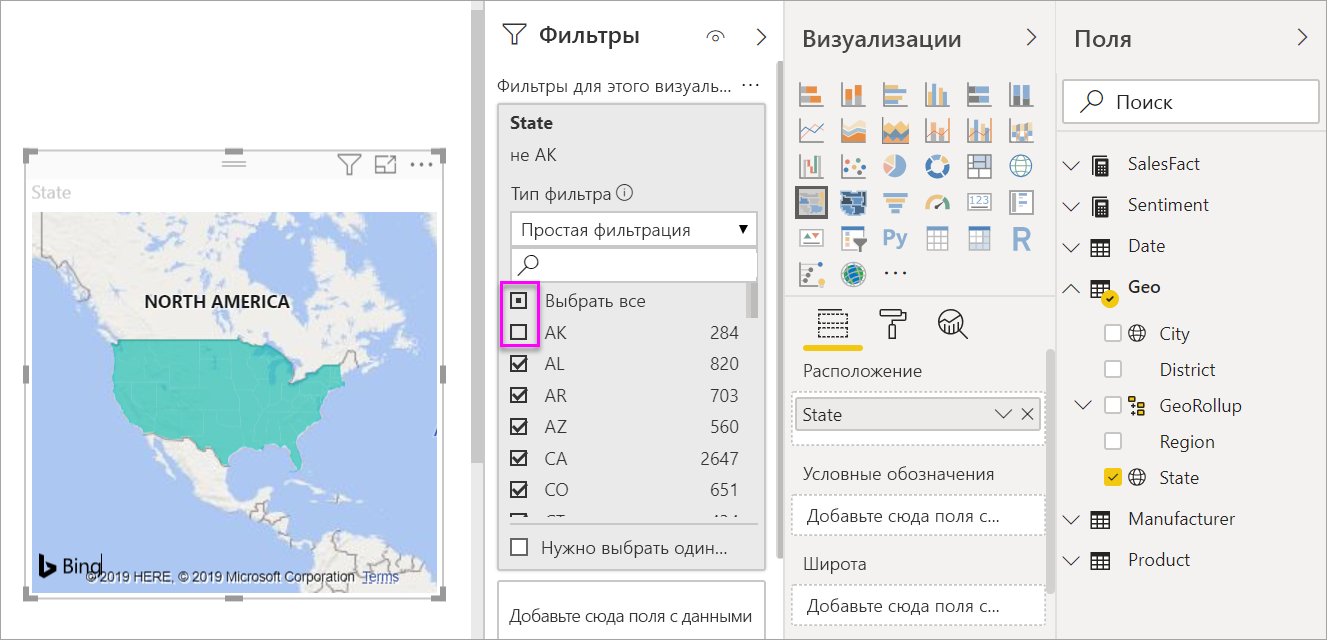 State
NORTH AMERICA
Bing
© 2019 HERE, © 2019 Microsoft Corporation Terms
Фильтры
Фильтры для этого визуаль... ...
State
не AK
Тип фильтра
Простая фильтрация
Выбрать все
AK 284
AL 820
AR 703
AZ 560
CA 2647
CO 651
Нужно выбрать один...
Добавьте сюда поля с данными
Визуализации
123
Py
R
...
Расположение
State
Условные обозначения
Добавьте сюда поля с...
Широта
Добавьте сюда поля с...
Поля
Поиск
SalesFact
Sentiment
Date
Geo
City
District
GeoRollup
Region
State
Manufacturer
Product